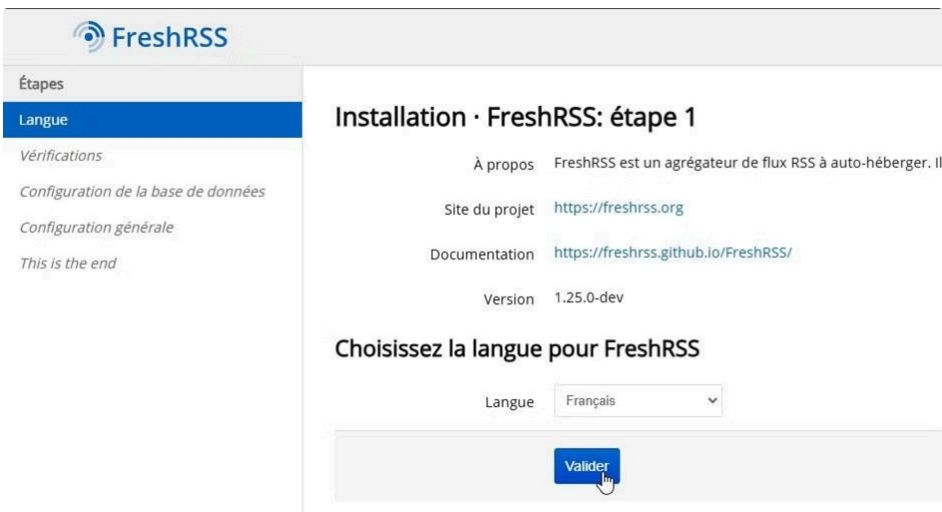 FreshRSS
Étapes
Langue
Vérifications
Configuration de la base de données
Configuration générale
This is the end
Installation · FreshRSS: étape 1
À propos FreshRSS est un agrégateur de flux RSS à auto-héberger. Il
Site du projet https://freshrss.org
Documentation https://freshrss.github.io/FreshRSS/
Version 1.25.0-dev
Choisissez la langue pour FreshRSS
Langue Français
Valider